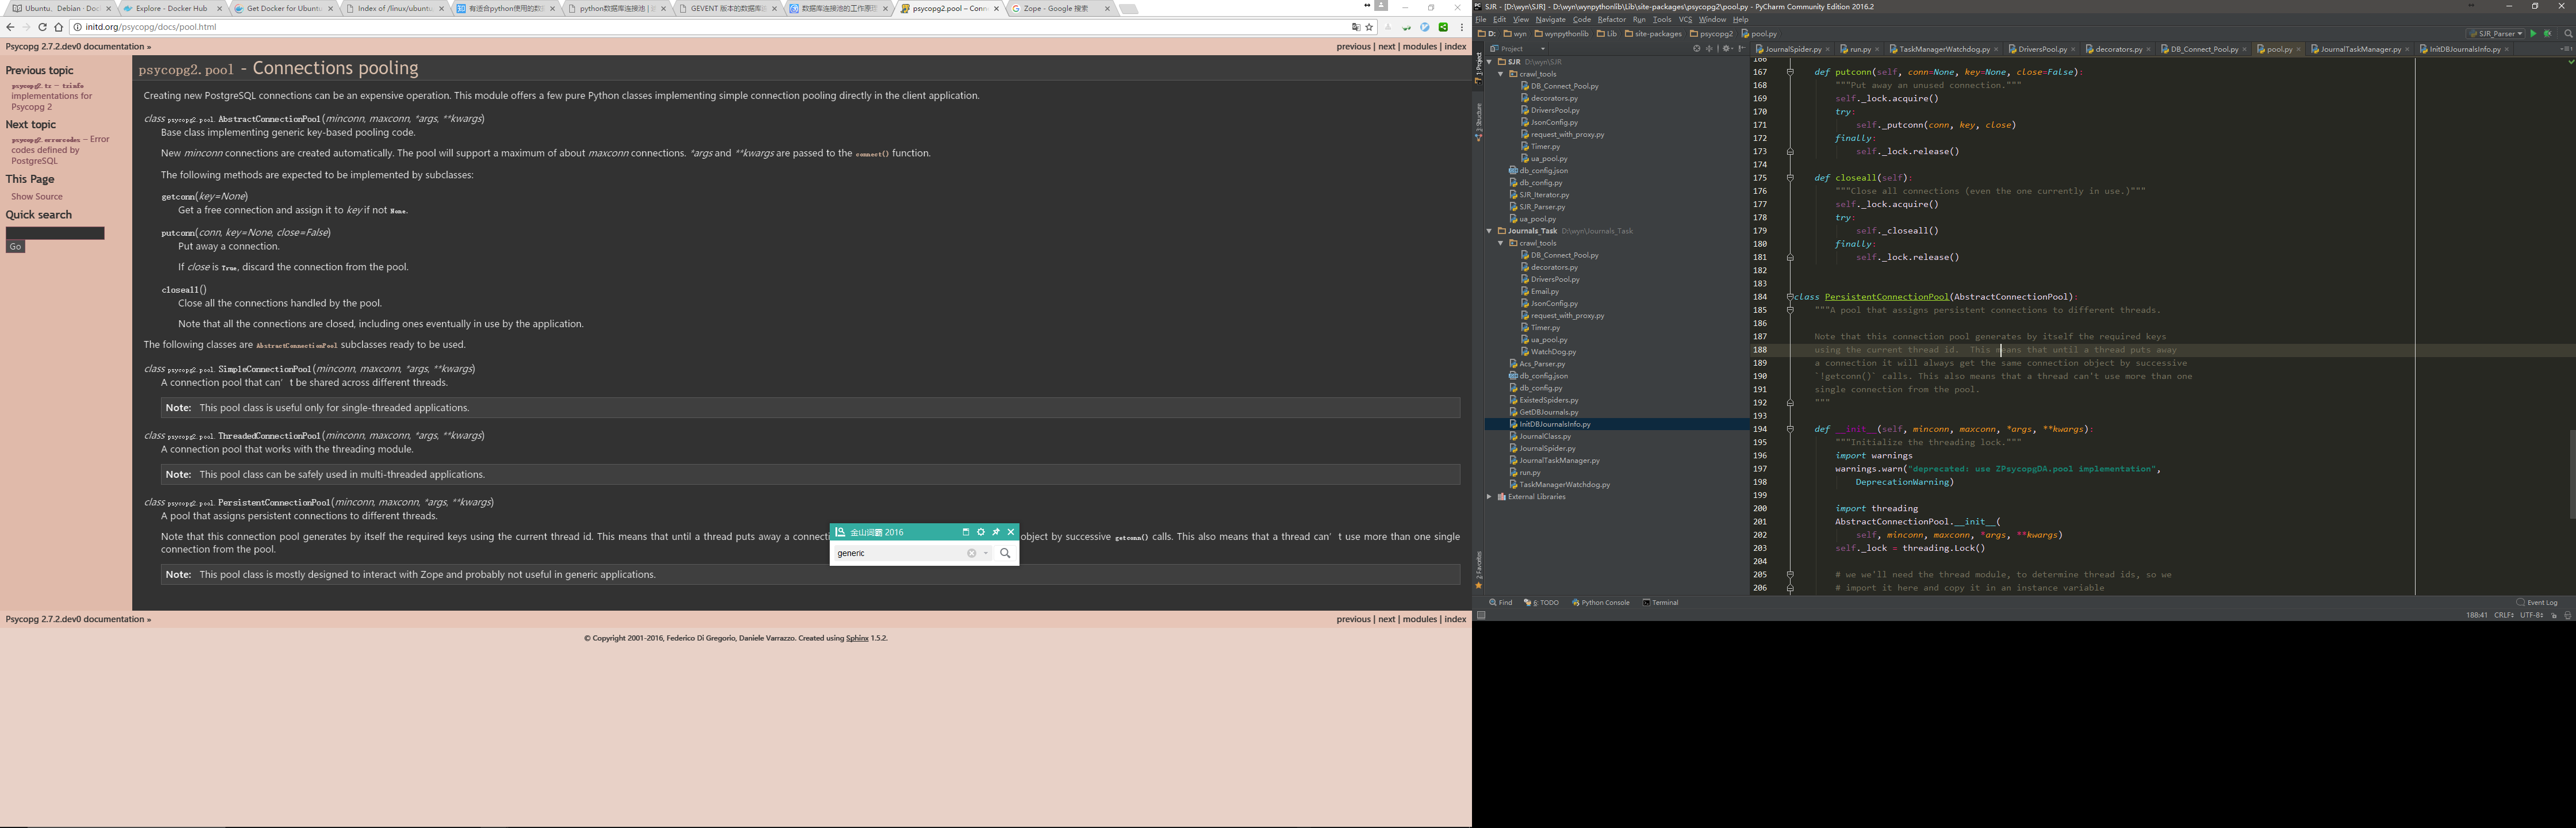 Ubuntu、 Debian - Doc
Explore - Docker Hub
Get Docker for Ubuntu
Index of /linux/ubuntu
有适合python使用的数
python数据库连接池 |
GEVENT 版本的数据库
数据库连接池的工作原理
psycopg2.pool – Conn
Zope - Google 搜索
initd.org/psycopg/docs/pool.html
Psycopg 2.7.2.dev0 documentation »
previous | next | modules | index
Previous topic
psycopg2.tz – tzinfo
implementations for
Psycopg 2
Next topic
psycopg2.errorcodes – Error
codes defined by
PostgreSQL
This Page
Show Source
Quick search
Go
psycopg2.pool - Connections pooling
Creating new PostgreSQL connections can be an expensive operation. This module offers a few pure Python classes implementing simple connection pooling directly in the client application.
class psycopg2.pool.AbstractConnectionPool(minconn, maxconn, *args, **kwargs)
Base class implementing generic key-based pooling code.
New minconn connections are created automatically. The pool will support a maximum of about maxconn connections. *args and **kwargs are passed to the connect() function.
The following methods are expected to be implemented by subclasses:
getconn(key=None)
Get a free connection and assign it to key if not None.
putconn(conn, key=None, close=False)
Put away a connection.
If close is True, discard the connection from the pool.
closeall()
Close all the connections handled by the pool.
Note that all the connections are closed, including ones eventually in use by the application.
The following classes are AbstractConnectionPool subclasses ready to be used.
class psycopg2.pool.SimpleConnectionPool(minconn, maxconn, *args, **kwargs)
A connection pool that can’t be shared across different threads.
Note: This pool class is useful only for single-threaded applications.
class psycopg2.pool.ThreadedConnectionPool(minconn, maxconn, *args, **kwargs)
A connection pool that works with the threading module.
Note: This pool class can be safely used in multi-threaded applications.
class psycopg2.pool.PersistentConnectionPool(minconn, maxconn, *args, **kwargs)
A pool that assigns persistent connections to different threads.
Note that this connection pool generates by itself the required keys using the current thread id. This means that until a thread puts away a connecti
object by successive getconn() calls. This also means that a thread can’t use more than one single
connection from the pool.
Note: This pool class is mostly designed to interact with Zope and probably not useful in generic applications.
金山词霸 2016
generic
Psycopg 2.7.2.dev0 documentation »
previous | next | modules | index
© Copyright 2001-2016, Federico Di Gregorio, Daniele Varrazzo. Created using Sphinx 1.5.2.
SJR - [D:\wyn\SJR] - D:\wyn\wynpythonlib\Lib\site-packages\psycopg2\pool.py - PyCharm Community Edition 2016.2
File Edit View Navigate Code Refactor Run Tools VCS Window Help
D: wyn wynpythonlib Lib site-packages psycopg2 pool.py
SJR_Parser
Project
JournalSpider.py run.py TaskManagerWatchdog.py DriversPool.py decorators.py DB_Connect_Pool.py pool.py JournalTaskManager.py InitDBJournalsInfo.py
1: Project
2: Structure
2: Favorites
SJR D:\wyn\SJR
crawl_tools
DB_Connect_Pool.py
decorators.py
DriversPool.py
JsonConfig.py
request_with_proxy.py
Timer.py
ua_pool.py
db_config.json
db_config.py
SJR_Iterator.py
SJR_Parser.py
ua_pool.py
Journals_Task D:\wyn\Journals_Task
crawl_tools
DB_Connect_Pool.py
decorators.py
DriversPool.py
Email.py
JsonConfig.py
request_with_proxy.py
Timer.py
ua_pool.py
WatchDog.py
Acs_Parser.py
db_config.json
db_config.py
ExistedSpiders.py
GetDBJournals.py
InitDBJournalsInfo.py
JournalClass.py
JournalSpider.py
JournalTaskManager.py
run.py
TaskManagerWatchdog.py
External Libraries
166
167 def putconn(self, conn=None, key=None, close=False):
168 """Put away an unused connection."""
169 self._lock.acquire()
170 try:
171 self._putconn(conn, key, close)
172 finally:
173 self._lock.release()
174
175 def closeall(self):
176 """Close all connections (even the one currently in use.)"""
177 self._lock.acquire()
178 try:
179 self._closeall()
180 finally:
181 self._lock.release()
182
183
184 class PersistentConnectionPool(AbstractConnectionPool):
185 """A pool that assigns persistent connections to different threads.
186
187 Note that this connection pool generates by itself the required keys
188 using the current thread id. This means that until a thread puts away
189 a connection it will always get the same connection object by successive
190 `!getconn()` calls. This also means that a thread can't use more than one
191 single connection from the pool.
192 """
193
194 def __init__(self, minconn, maxconn, *args, **kwargs):
195 """Initialize the threading lock."""
196 import warnings
197 warnings.warn("deprecated: use ZPsycopgDA.pool implementation",
198 DeprecationWarning)
199
200 import threading
201 AbstractConnectionPool.__init__(
202 self, minconn, maxconn, *args, **kwargs)
203 self._lock = threading.Lock()
204
205 # we we'll need the thread module, to determine thread ids, so we
206 # import it here and copy it in an instance variable
Find 6: TODO Python Console Terminal
Event Log
188:41 CRLF UTF-8